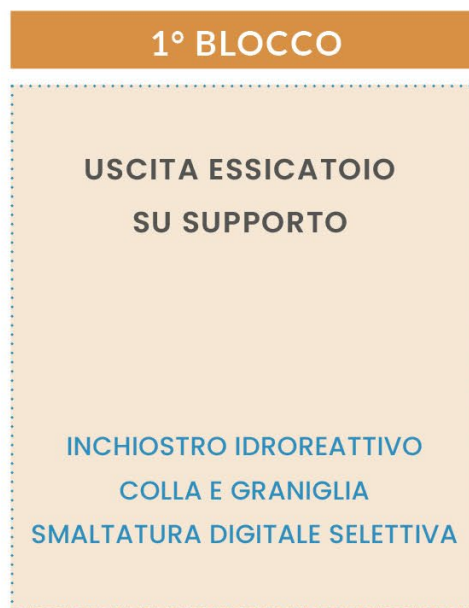 1° BLOCCO
USCITA ESSICATOIO
SU SUPPORTO
INCHIOSTRO IDROREATTIVO
COLLA E GRANIGLIA
SMALTATURA DIGITALE SELETTIVA